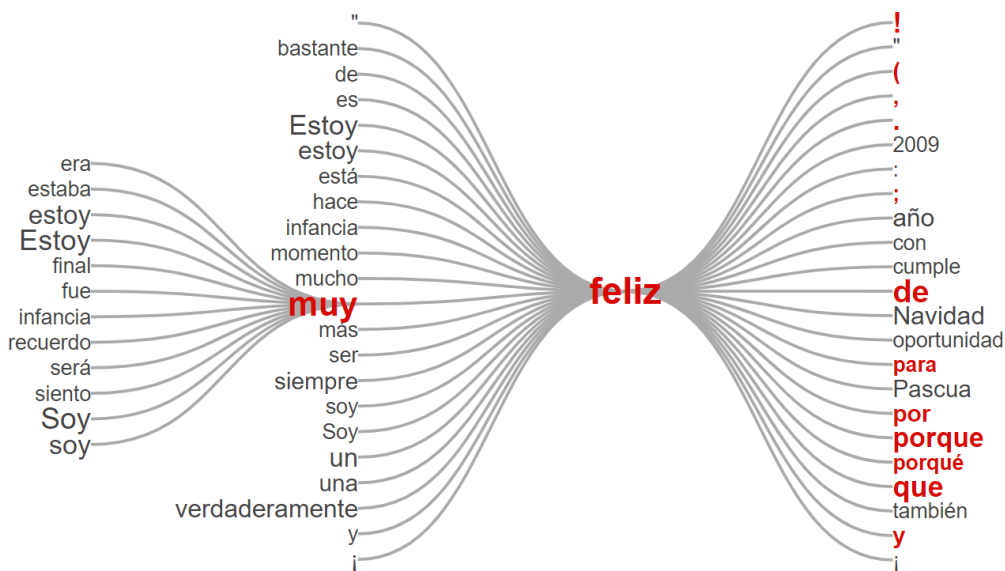 era
estaba
estoy
Estoy
final
fue
infancia
recuerdo
será
siento
Soy
soy
"
bastante
de
es
Estoy
estoy
está
hace
infancia
momento
mucho
muy
más
ser
siempre
soy
Soy
un
una
verdaderamente
y
¡
feliz
!
"
(
,
.
2009
:
;
año
con
cumple
de
Navidad
oportunidad
para
Pascua
por
porque
porqué
que
también
y
¡